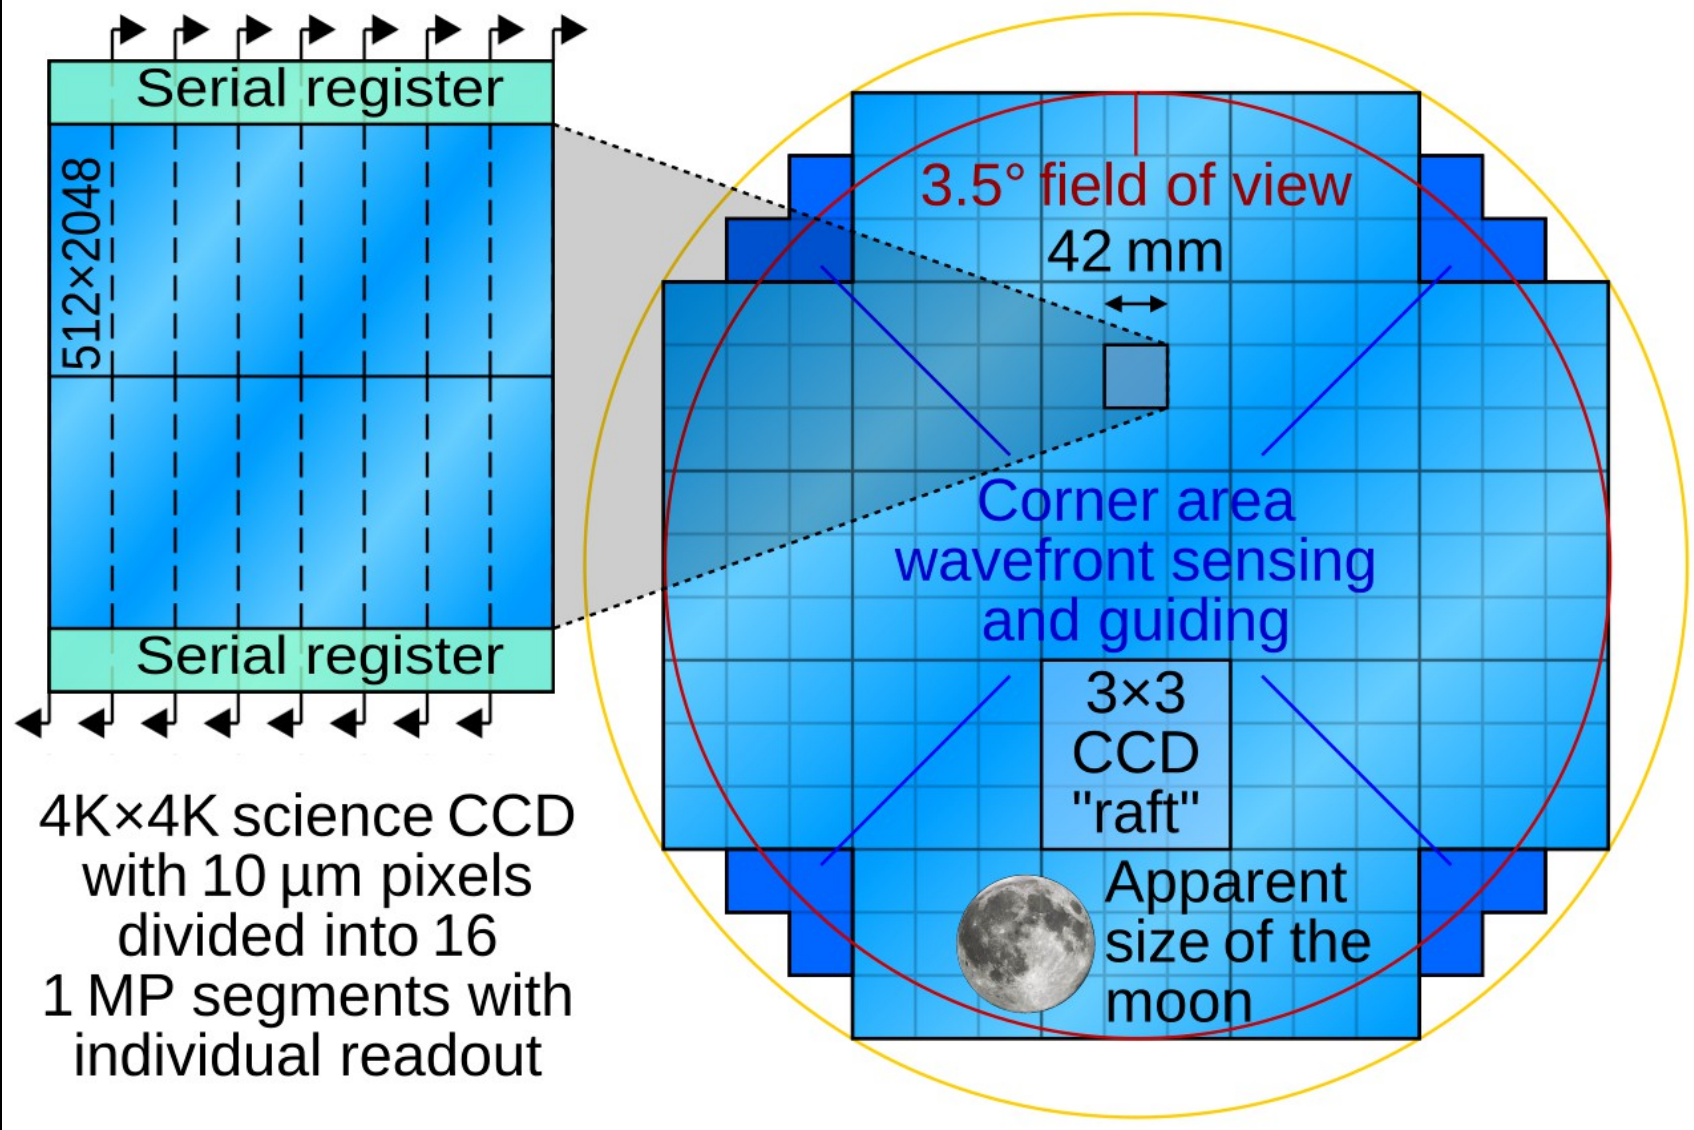 Serial register
512×2048
Serial register
4K×4K science CCD
with 10 µm pixels
divided into 16
1 MP segments with
individual readout
3.5° field of view
42 mm
Corner area
wavefront sensing
and guiding
3×3
CCD
"raft"
Apparent
size of the
moon